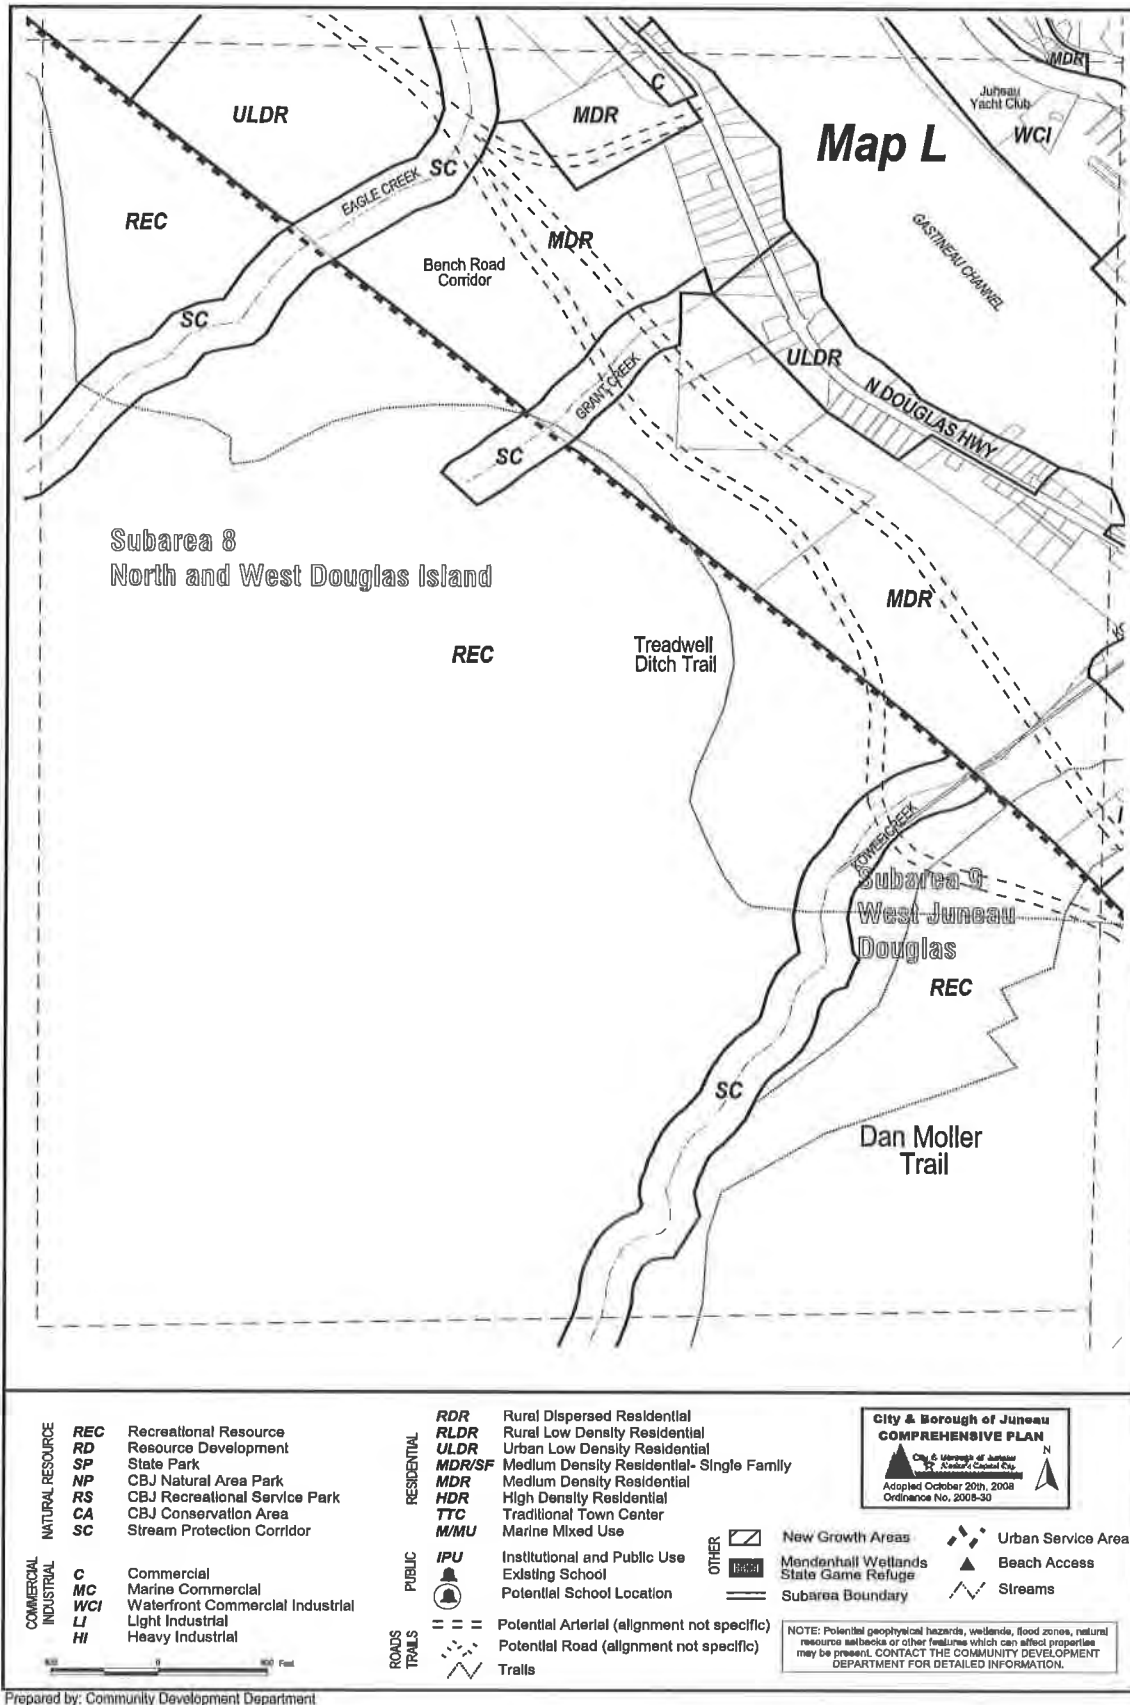 MDR
Juneau
Yacht Club
WCI
Map L
C
MDR
ULDR
SC
EAGLE CREEK
REC
MDR
Bench Road
Corridor
GASTINEAU CHANNEL
SC
ULDR
GRANT CREEK
N DOUGLAS HWY
SC
Subarea 8
North and West Douglas Island
MDR
REC
Treadwell
Ditch Trail
KOWEE CREEK
Subarea 9
West Juneau
Douglas
REC
SC
Dan Moller
Trail
NATURAL RESOURCE
REC Recreational Resource
RD Resource Development
SP State Park
NP CBJ Natural Area Park
RS CBJ Recreational Service Park
CA CBJ Conservation Area
SC Stream Protection Corridor
COMMERCIAL
INDUSTRIAL
C Commercial
MC Marine Commercial
WCI Waterfront Commercial Industrial
LI Light Industrial
HI Heavy Industrial
0
Feet
RESIDENTIAL
RDR Rural Dispersed Residential
RLDR Rural Low Density Residential
ULDR Urban Low Density Residential
MDR/SF Medium Density Residential- Single Family
MDR Medium Density Residential
HDR High Density Residential
TTC Traditional Town Center
M/MU Marine Mixed Use
PUBLIC
IPU Institutional and Public Use
Existing School
Potential School Location
ROADS
TRAILS
Potential Arterial (alignment not specific)
Potential Road (alignment not specific)
Trails
OTHER
New Growth Areas
Mendenhall Wetlands
State Game Refuge
Subarea Boundary
Urban Service Area
Beach Access
Streams
City & Borough of Juneau
COMPREHENSIVE PLAN
City & Borough of Juneau
Alaska's Capital City
N
Adopted October 20th, 2008
Ordinance No. 2008-30
NOTE: Potential geophysical hazards, wetlands, flood zones, natural
resource setbacks or other features which can affect properties
may be present. CONTACT THE COMMUNITY DEVELOPMENT
DEPARTMENT FOR DETAILED INFORMATION.
Prepared by: Community Development Department